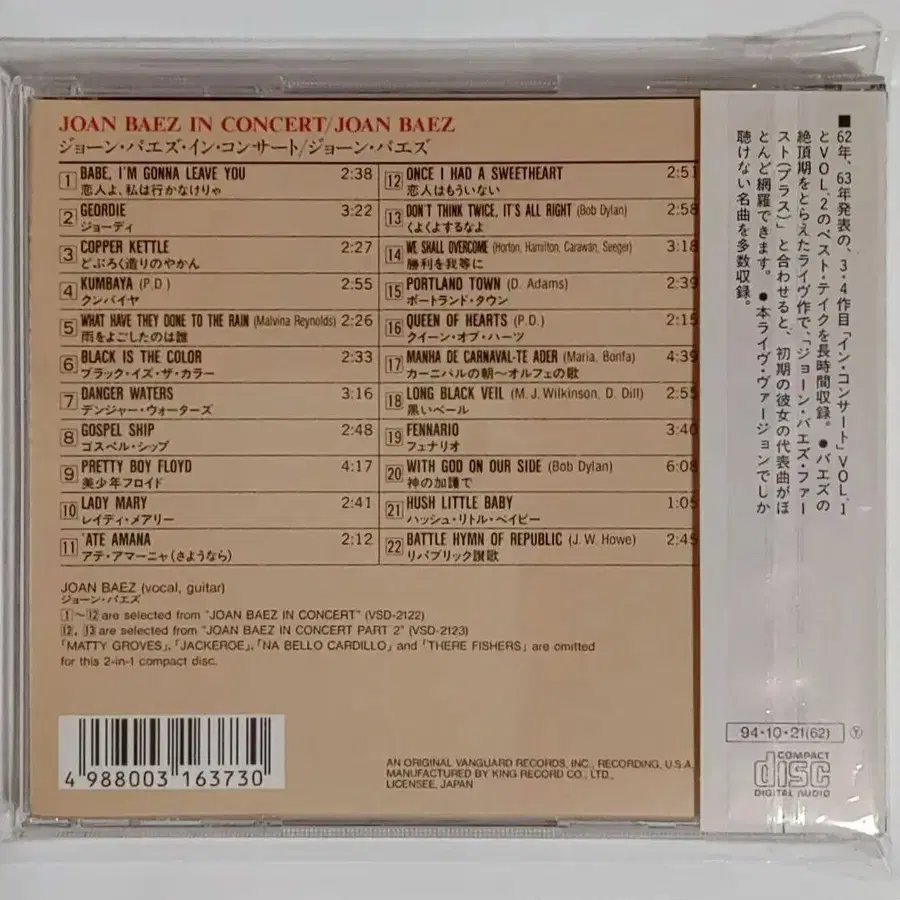 JOAN BAEZ IN CONCERT/JOAN BAEZ
ジョーン・バエズ・イン・コンサート/ジョーン・バエズ
1 BABE, I'M GONNA LEAVE YOU 2:38
恋人よ、私は行かなけりゃ
2 GEORDIE 3:22
ジョーディ
3 COPPER KETTLE 2:27
どぶろく造りのやかん
4 KUMBAYA (P.D.) 2:55
クンバイヤ
5 WHAT HAVE THEY DONE TO THE RAIN (Malvina Reynolds) 2:26
雨をよごしたのは誰
6 BLACK IS THE COLOR 2:33
ブラック・イズ・ザ・カラー
7 DANGER WATERS 3:16
デンジャー・ウォーターズ
8 GOSPEL SHIP 2:48
ゴスペル・シップ
9 PRETTY BOY FLOYD 4:17
美少年フロイド
10 LADY MARY 2:41
レイディ・メアリー
11 'ATE AMANA 2:12
アテ・アマーニャ(さようなら)
12 ONCE I HAD A SWEETHEART 2:51
恋人はもういない
13 DON'T THINK TWICE, IT'S ALL RIGHT (Bob Dylan) 2:58
くよくよするなよ
14 WE SHALL OVERCOME (Horton, Hamilton, Carawan, Seeger) 3:18
勝利を我等に
15 PORTLAND TOWN (D. Adams) 2:39
ポートランド・タウン
16 QUEEN OF HEARTS (P.D.) 2:15
クイーン・オブ・ハーツ
17 MANHA DE CARNAVAL-TE ADER (Maria, Bonfa) 4:39
カーニバルの朝〜オルフェの歌
18 LONG BLACK VEIL (M. J. Wilkinson, D. Dill) 2:55
黒いベール
19 FENNARIO 3:40
フェナリオ
20 WITH GOD ON OUR SIDE (Bob Dylan) 6:08
神の加護で
21 HUSH LITTLE BABY 1:05
ハッシュ・リトル・ベイビー
22 BATTLE HYMN OF REPUBLIC (J. W. Howe) 2:45
リパブリック讃歌
JOAN BAEZ (vocal, guitar)
ジョーン・バエズ
1〜12 are selected from "JOAN BAEZ IN CONCERT" (VSD-2122)
12, 13 are selected from "JOAN BAEZ IN CONCERT PART 2" (VSD-2123)
「MATTY GROVES」,「JACKEROE」,「NA BELLO CARDILLO」 and 「THERE FISHERS」 are omitted
for this 2-in-1 compact disc.
4 988003 163730
AN ORIGINAL VANGUARD RECORDS, INC., RECORDING, U.S.A.
MANUFACTURED BY KING RECORD CO., LTD.,
LICENSEE, JAPAN
■62年、63年発表の、3・4作目「イン・コンサート」VOL.1
とVOL.2のベスト・テイクを長時間収録。●バエズの
絶頂期をとらえたライヴ作で、「ジョーン・バエズ・ファー
スト(プラス)」と合わせると、初期の彼女の代表曲がほ
とんど網羅できます。●本ライヴ・ヴァージョンでしか
聴けない名曲を多数収録。
94・10・21(62) Ⓨ
COMPACT
disc
DIGITAL AUDIO